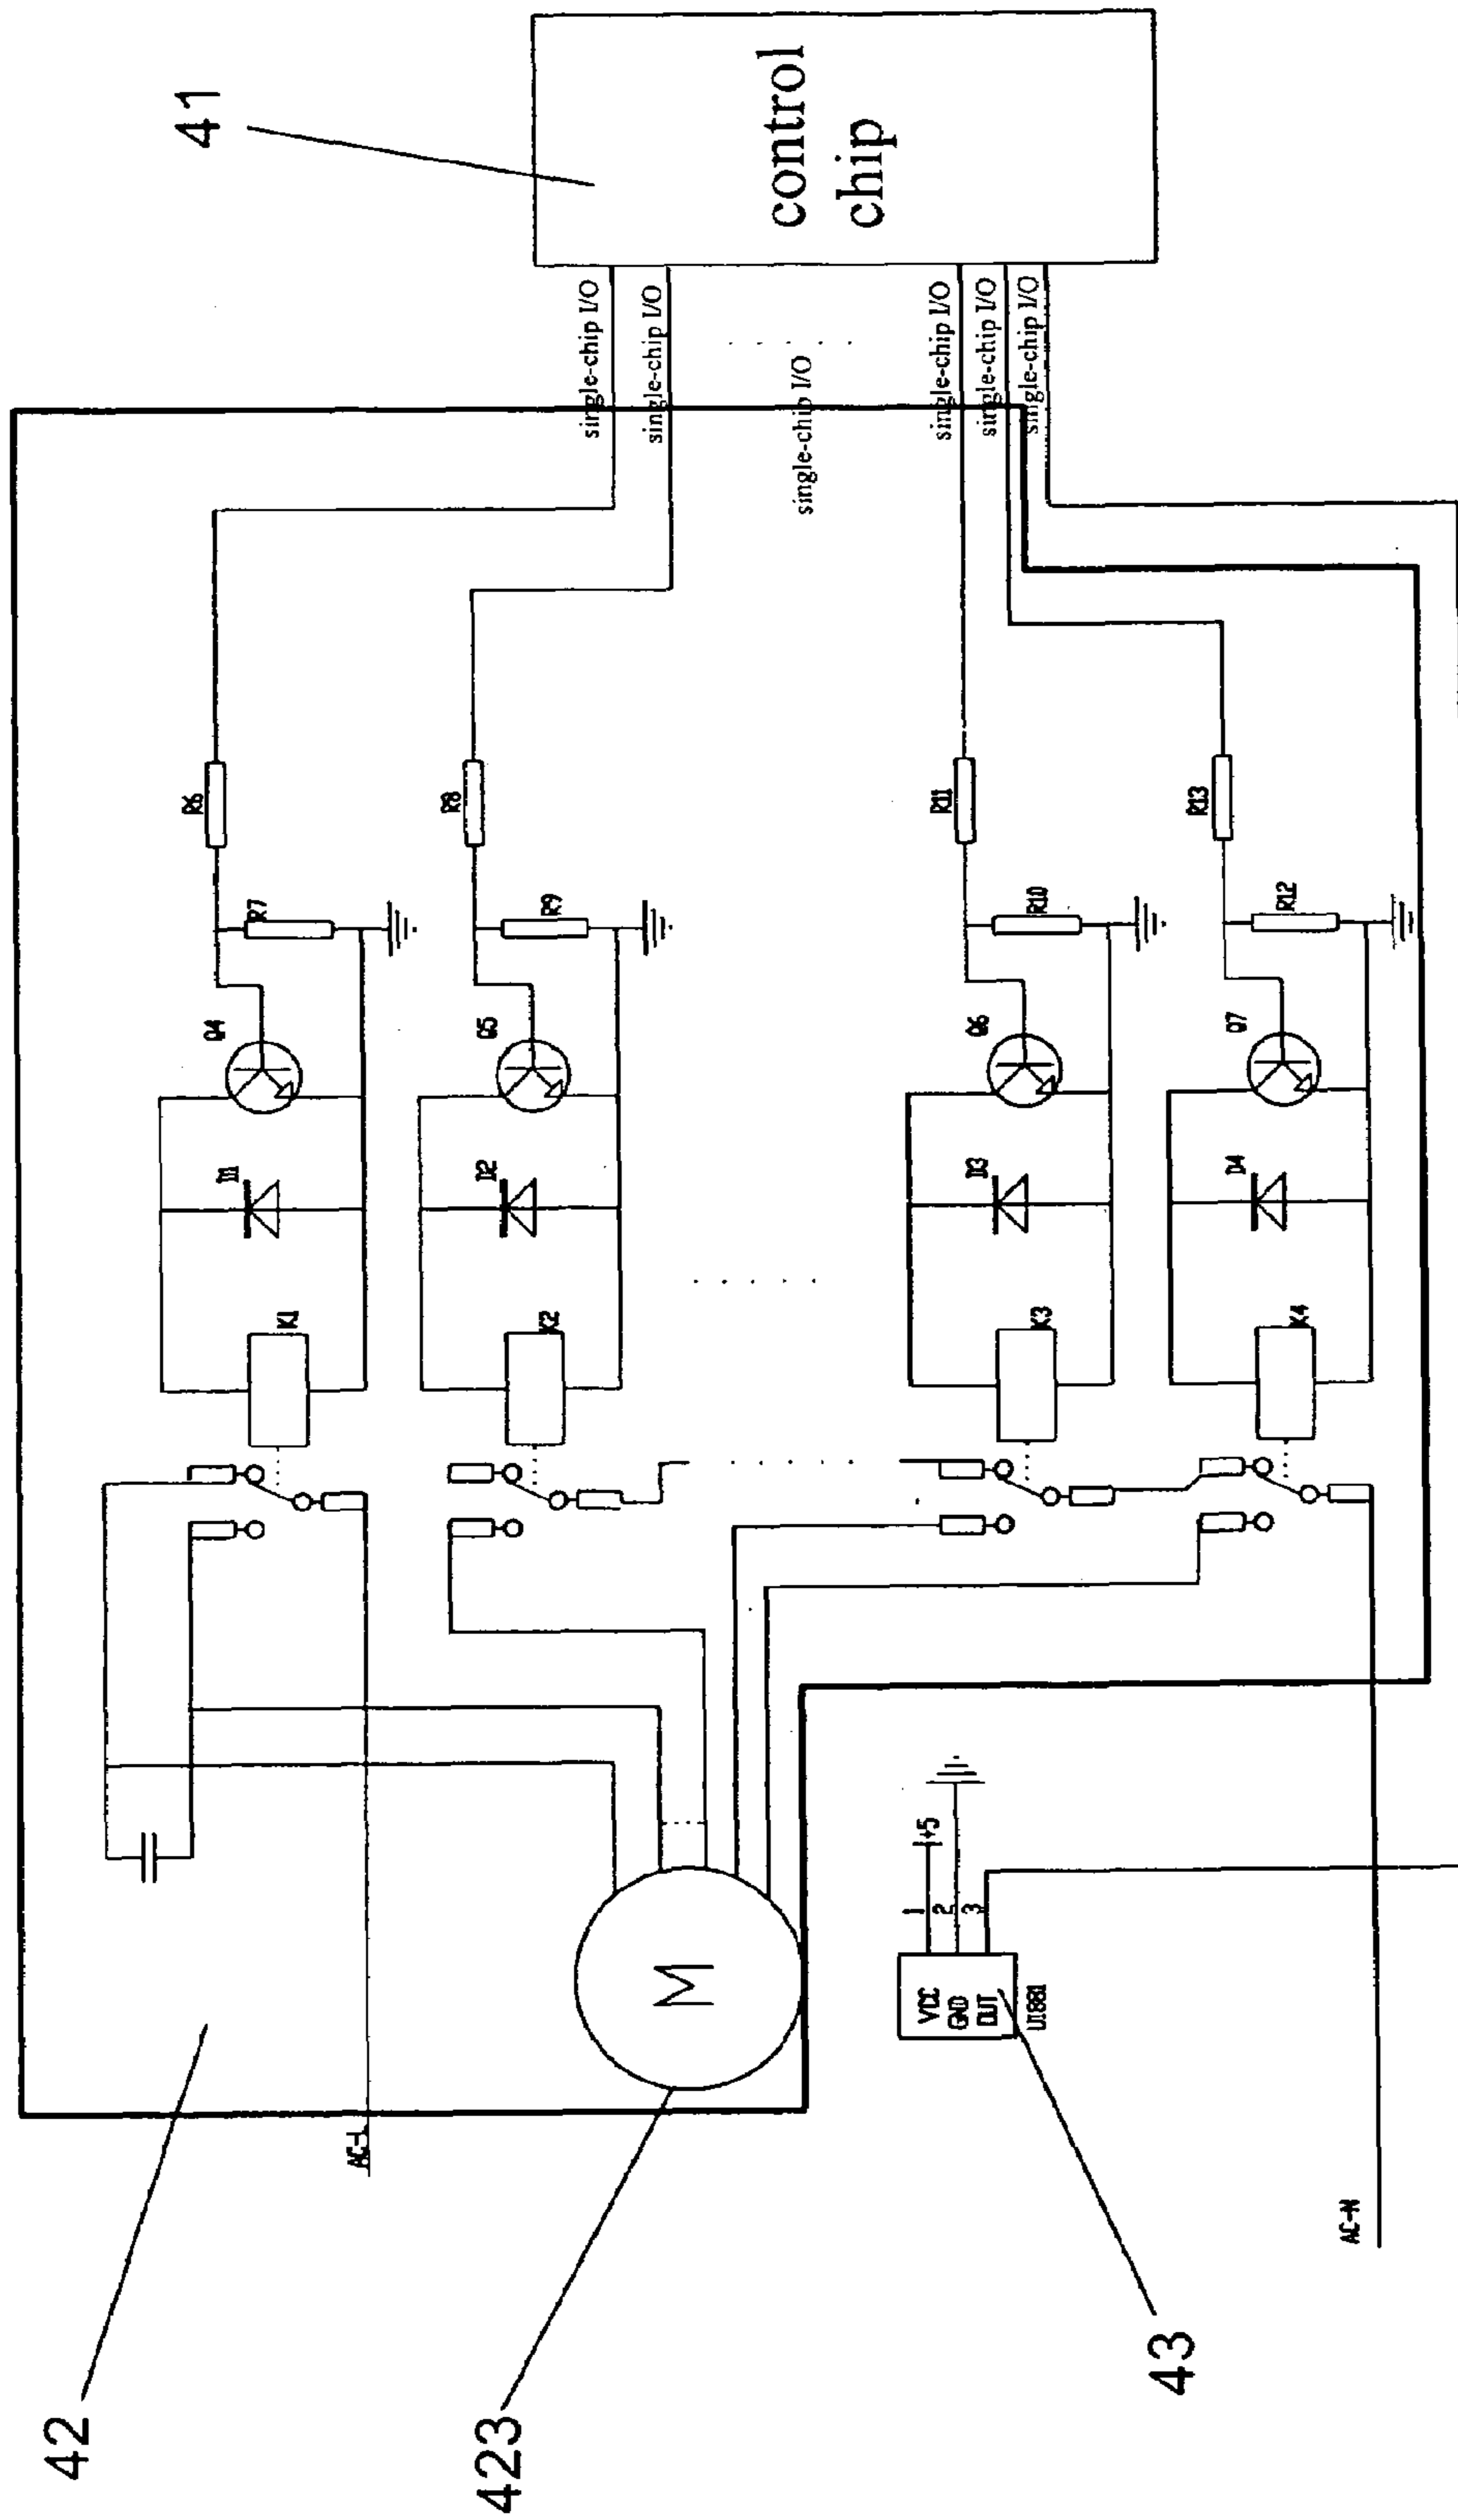 41
control
chip
single-chip I/O
single-chip I/O
single-chip I/O
single-chip I/O
single-chip I/O
single-chip I/O
R6
R8
R11
R13
R7
R9
R10
R12
Q4
Q5
Q6
Q7
D1
D2
D3
D4
K1
K2
K3
K4
+5
1
2
3
VCC
GND
OUT
M
AC-L
AC-N
42
423
43